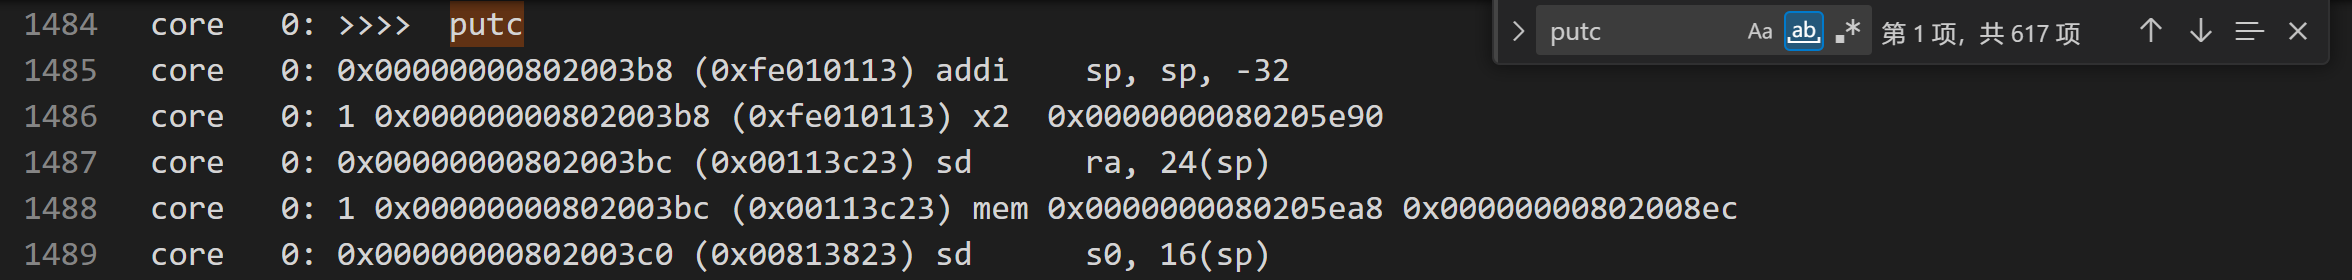 1484 core 0: >>>> putc
1485 core 0: 0x00000000802003b8 (0xfe010113) addi sp, sp, -32
1486 core 0: 1 0x00000000802003b8 (0xfe010113) x2 0x0000000080205e90
1487 core 0: 0x00000000802003bc (0x00113c23) sd ra, 24(sp)
1488 core 0: 1 0x00000000802003bc (0x00113c23) mem 0x0000000080205ea8 0x00000000802008ec
1489 core 0: 0x00000000802003c0 (0x00813823) sd s0, 16(sp)
putc Aa ab .* 第 1 项，共 617 项